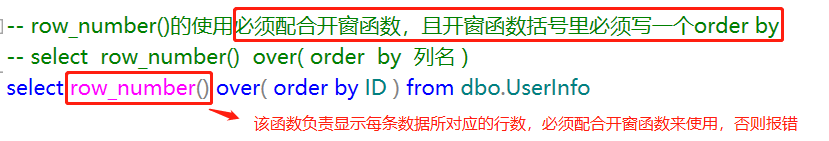 -- row_number()的使用必须配合开窗函数，且开窗函数括号里必须写一个order by
-- select  row_number()  over( order  by  列名 )
select row_number() over( order by ID ) from dbo.UserInfo
该函数负责显示每条数据所对应的行数，必须配合开窗函数来使用，否则报错